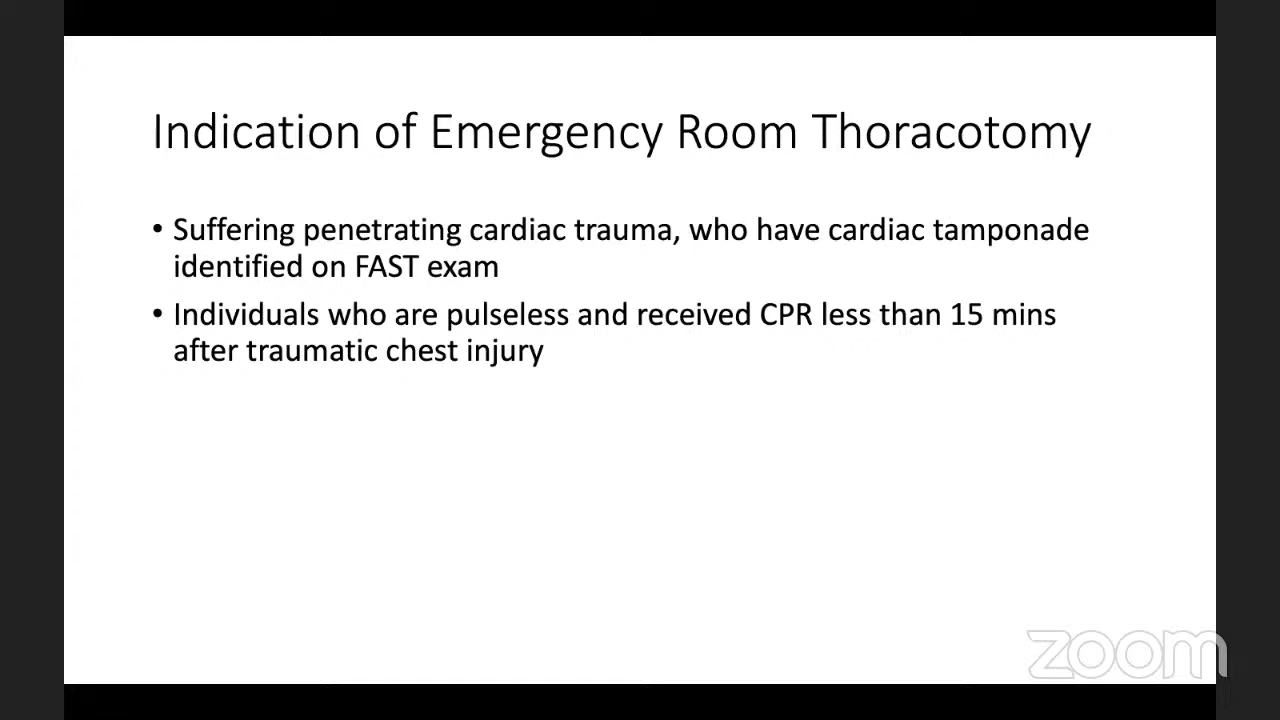 Indication of Emergency Room Thoracotomy
• Suffering penetrating cardiac trauma, who have cardiac tamponade
identified on FAST exam
• Individuals who are pulseless and received CPR less than 15 mins
after traumatic chest injury
zoom